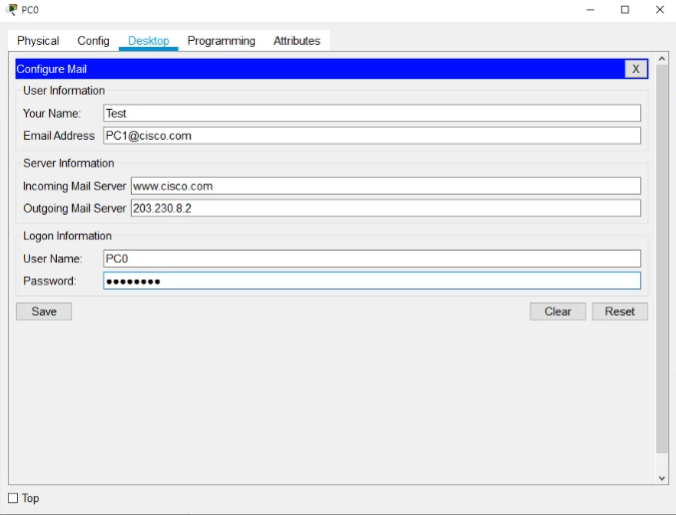 PC0
Physical Config Desktop Programming Attributes
Configure Mail X
User Information
Your Name: Test
Email Address PC1@cisco.com
Server Information
Incoming Mail Server www.cisco.com
Outgoing Mail Server 203.230.8.2
Logon Information
User Name: PC0
Password: ●●●●●●●●
Save Clear Reset
Top